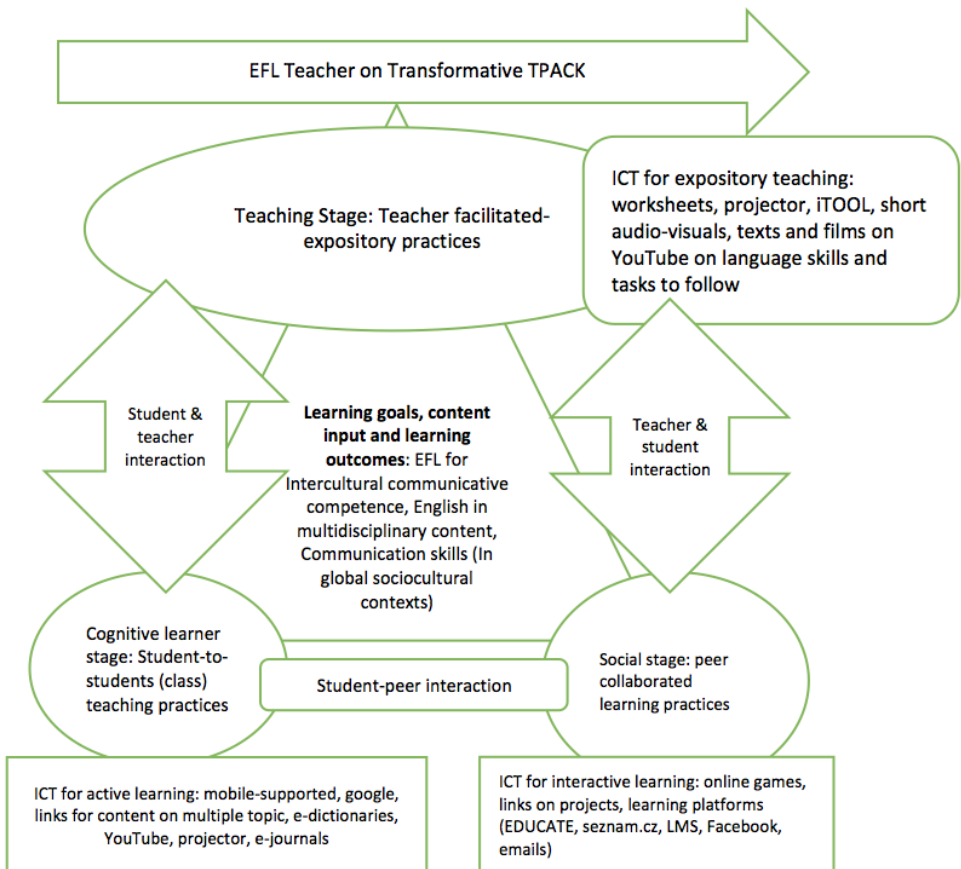 EFL Teacher on Transformative TPACK
Teaching Stage: Teacher facilitated-
expository practices
ICT for expository teaching:
worksheets, projector, iTOOL, short
audio-visuals, texts and films on
YouTube on language skills and
tasks to follow
Student &
teacher
interaction
Learning goals, content
input and learning
outcomes: EFL for
Intercultural communicative
competence, English in
multidisciplinary content,
Communication skills (In
global sociocultural
contexts)
Teacher &
student
interaction
Cognitive learner
stage: Student-to-
students (class)
teaching practices
Student-peer interaction
Social stage: peer
collaborated
learning practices
ICT for active learning: mobile-supported, google,
links for content on multiple topic, e-dictionaries,
YouTube, projector, e-journals
ICT for interactive learning: online games,
links on projects, learning platforms
(EDUCATE, seznam.cz, LMS, Facebook,
emails)